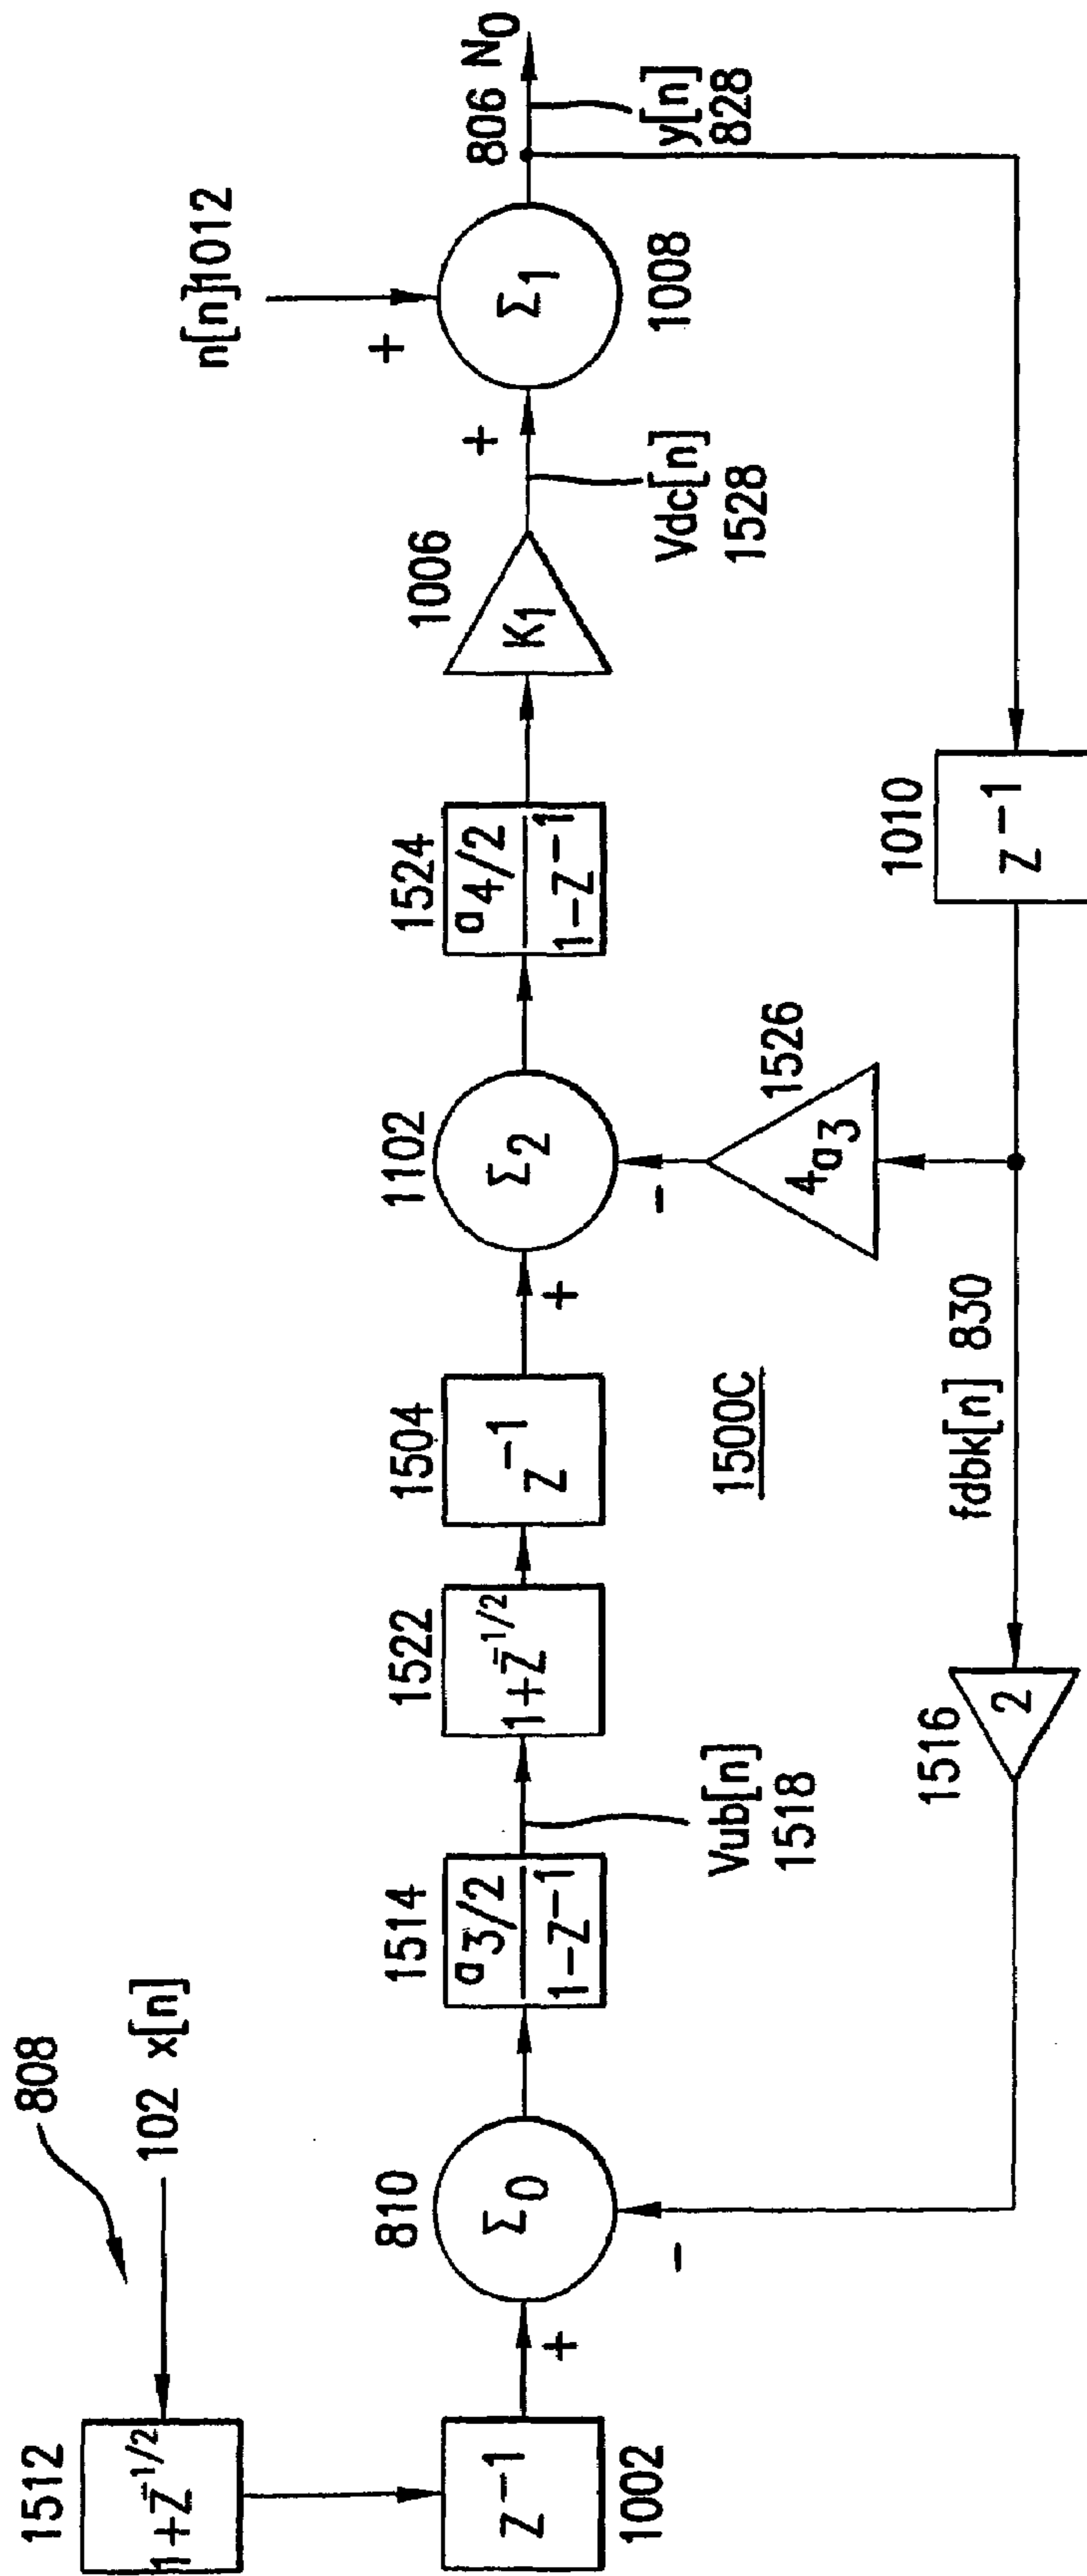 808
102 x[n]
1512
1+Z^-1/2
Z^-1
1002
+
810
Σ0
-
1514
a3/2
1-Z^-1
Vub[n]
1518
1522
1+Z^-1/2
1504
Z^-1
+
1102
Σ2
-
1524
a4/2
1-Z^-1
1006
K1
Vdc[n]
1528
+
n[n]1012
+
Σ1
1008
806 N0
y[n]
828
1010
Z^-1
1526
4a3
fdbk[n] 830
1516
2
1500C